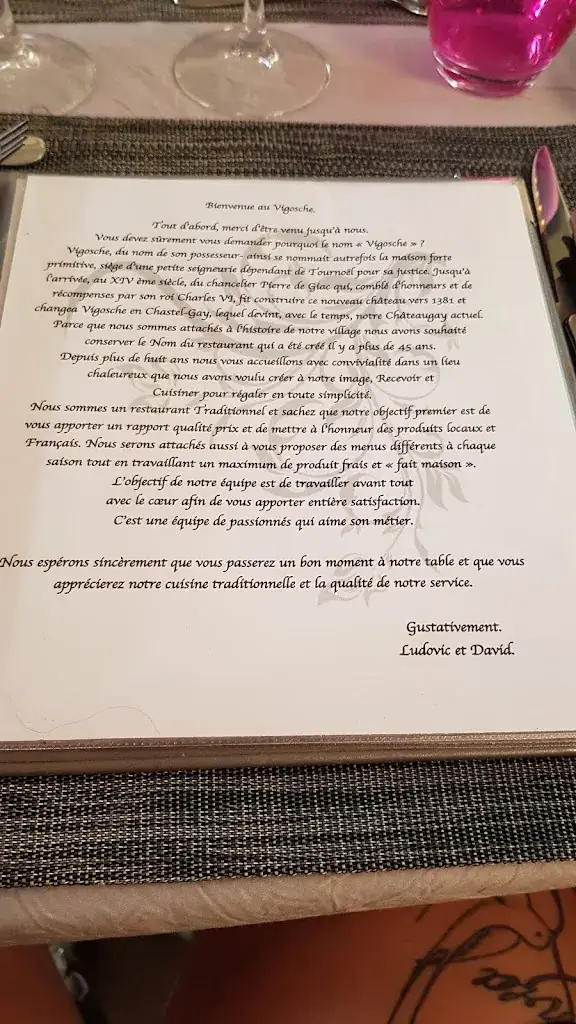 Bienvenue au Vigosche.
Tout d'abord, merci d'être venu jusqu'à nous.
Vous devez sûrement vous demander pourquoi le nom « Vigosche » ?
Vigosche, du nom de son possesseur- ainsi se nommait autrefois la maison forte
primitive, siège d'une petite seigneurie dépendant de Tournoël pour sa justice. Jusqu'à
l'arrivée, au XIV ème siècle, du chancelier Pierre de Giac qui, comblé d'honneurs et de
récompenses par son roi Charles VI, fit construire ce nouveau château vers 1381 et
changea Vigosche en Chastel-Gay, lequel devint, avec le temps, notre Châteaugay actuel.
Parce que nous sommes attachés à l'histoire de notre village nous avons souhaité
conserver le Nom du restaurant qui a été créé il y a plus de 45 ans.
Depuis plus de huit ans nous vous accueillons avec convivialité dans un lieu
chaleureux que nous avons voulu créer à notre image, Recevoir et
Cuisiner pour régaler en toute simplicité.
Nous sommes un restaurant Traditionnel et sachez que notre objectif premier est de
vous apporter un rapport qualité prix et de mettre à l'honneur des produits locaux et
Français. Nous serons attachés aussi à vous proposer des menus différents à chaque
saison tout en travaillant un maximum de produit frais et « fait maison ».
L'objectif de notre équipe est de travailler avant tout
avec le cœur afin de vous apporter entière satisfaction.
C'est une équipe de passionnés qui aime son métier.
Nous espérons sincèrement que vous passerez un bon moment à notre table et que vous
apprécierez notre cuisine traditionnelle et la qualité de notre service.
Gustativement.
Ludovic et David.